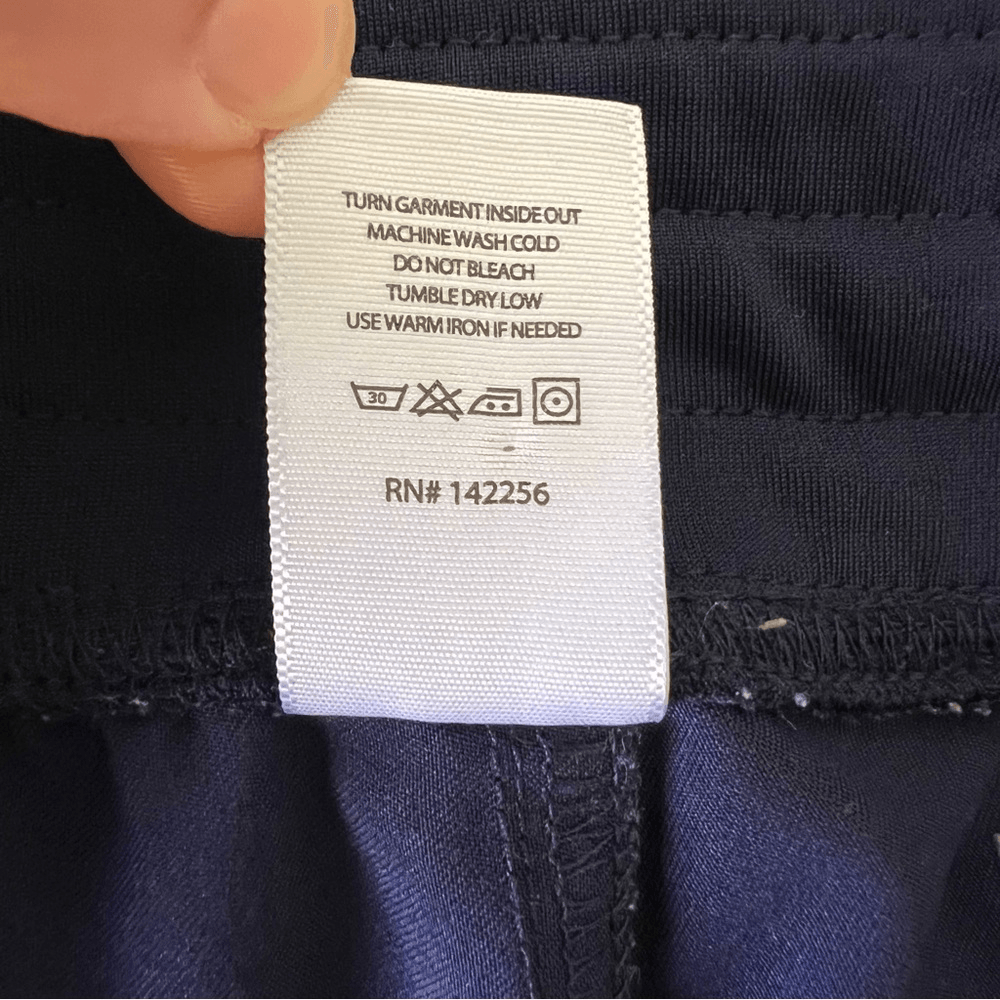 TURN GARMENT INSIDE OUT
MACHINE WASH COLD
DO NOT BLEACH
TUMBLE DRY LOW
USE WARM IRON IF NEEDED
30
RN# 142256